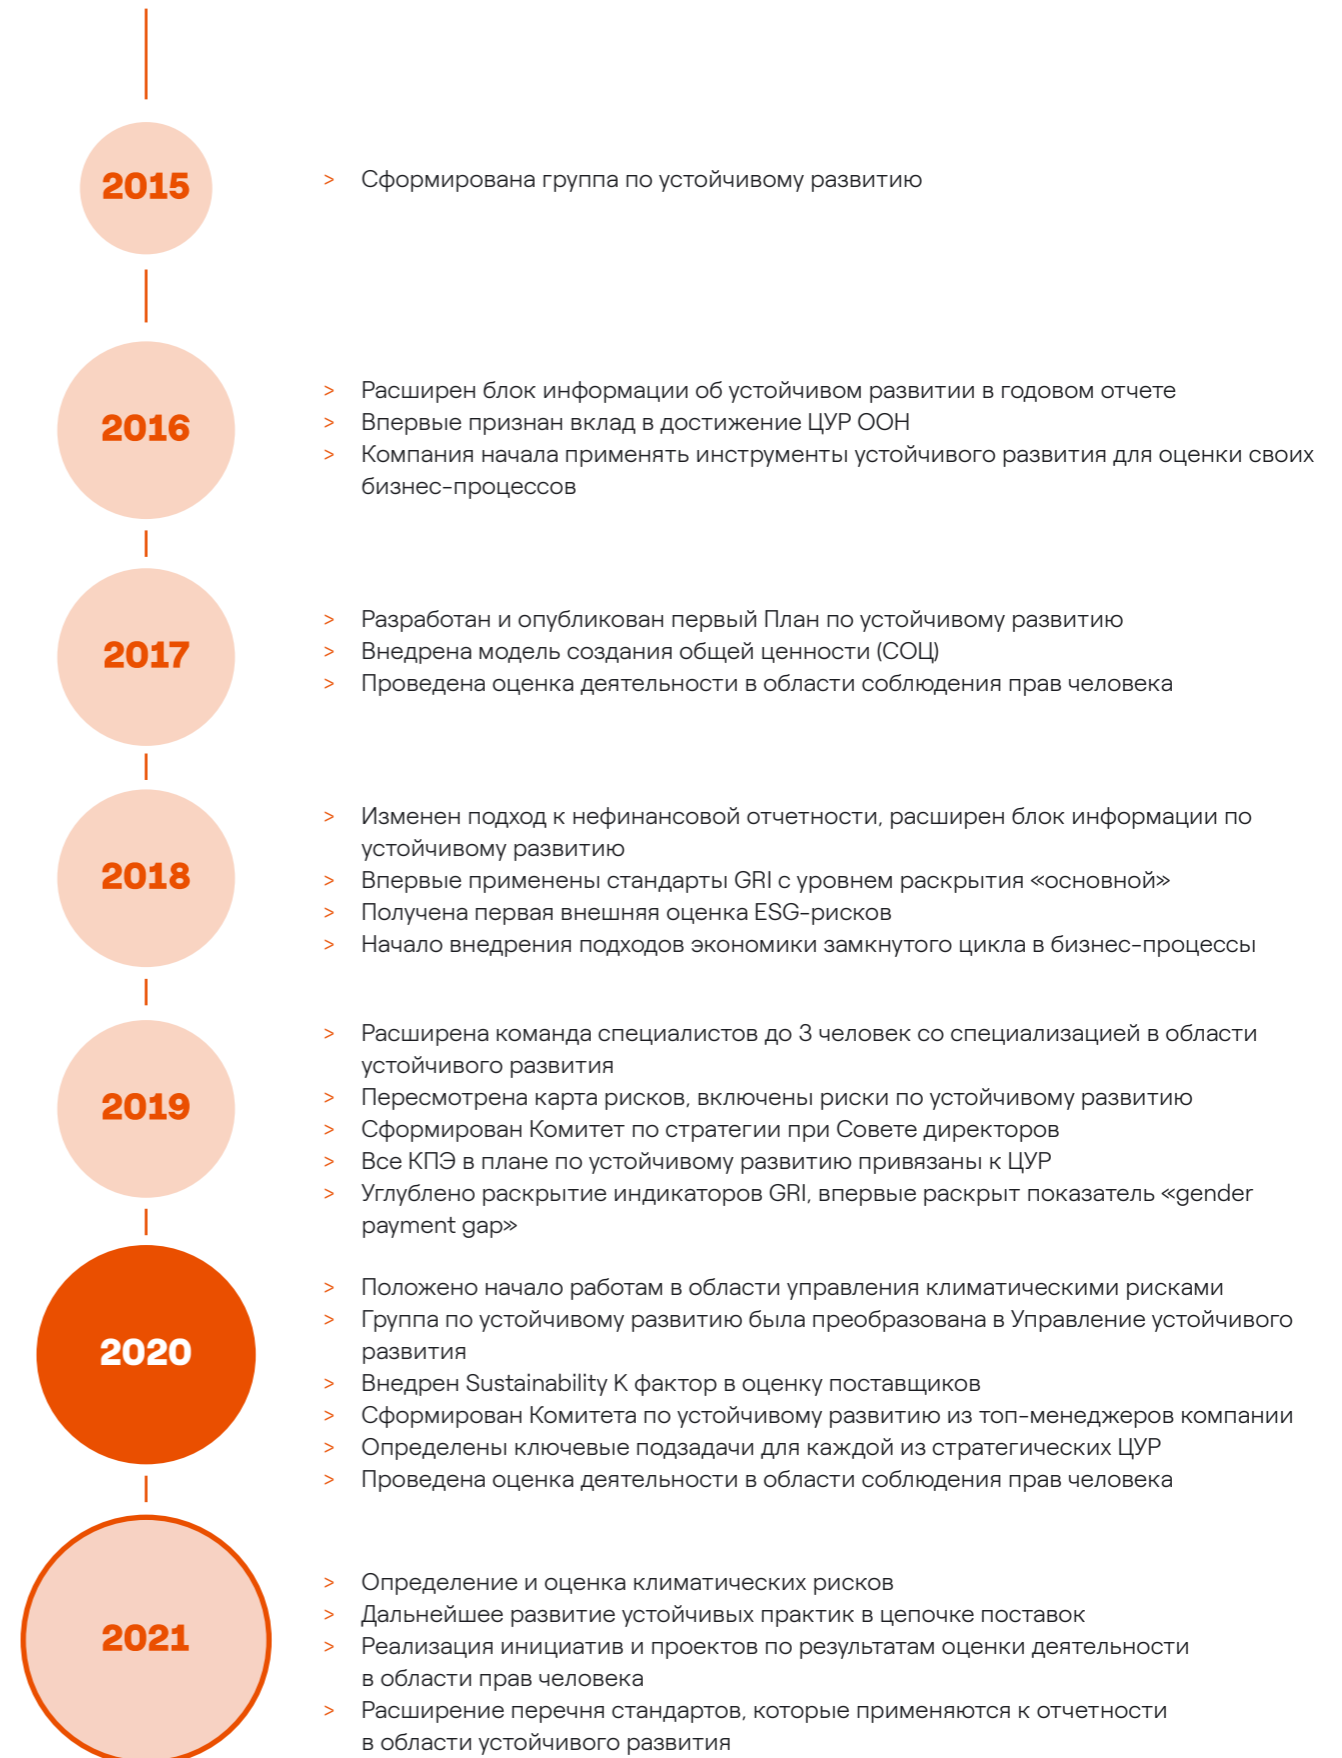 2015
> Сформирована группа по устойчивому развитию
2016
> Расширен блок информации об устойчивом развитии в годовом отчете
> Впервые признан вклад в достижение ЦУР ООН
> Компания начала применять инструменты устойчивого развития для оценки своих
бизнес-процессов
2017
> Разработан и опубликован первый План по устойчивому развитию
> Внедрена модель создания общей ценности (СОЦ)
> Проведена оценка деятельности в области соблюдения прав человека
2018
> Изменен подход к нефинансовой отчетности, расширен блок информации по
устойчивому развитию
> Впервые применены стандарты GRI с уровнем раскрытия «основной»
> Получена первая внешняя оценка ESG-рисков
> Начало внедрения подходов экономики замкнутого цикла в бизнес-процессы
2019
> Расширена команда специалистов до 3 человек со специализацией в области
устойчивого развития
> Пересмотрена карта рисков, включены риски по устойчивому развитию
> Сформирован Комитет по стратегии при Совете директоров
> Все КПЭ в плане по устойчивому развитию привязаны к ЦУР
> Углублено раскрытие индикаторов GRI, впервые раскрыт показатель «gender
payment gap»
2020
> Положено начало работам в области управления климатическими рисками
> Группа по устойчивому развитию была преобразована в Управление устойчивого
развития
> Внедрен Sustainability K фактор в оценку поставщиков
> Сформирован Комитета по устойчивому развитию из топ-менеджеров компании
> Определены ключевые подзадачи для каждой из стратегических ЦУР
> Проведена оценка деятельности в области соблюдения прав человека
2021
> Определение и оценка климатических рисков
> Дальнейшее развитие устойчивых практик в цепочке поставок
> Реализация инициатив и проектов по результатам оценки деятельности
в области прав человека
> Расширение перечня стандартов, которые применяются к отчетности
в области устойчивого развития